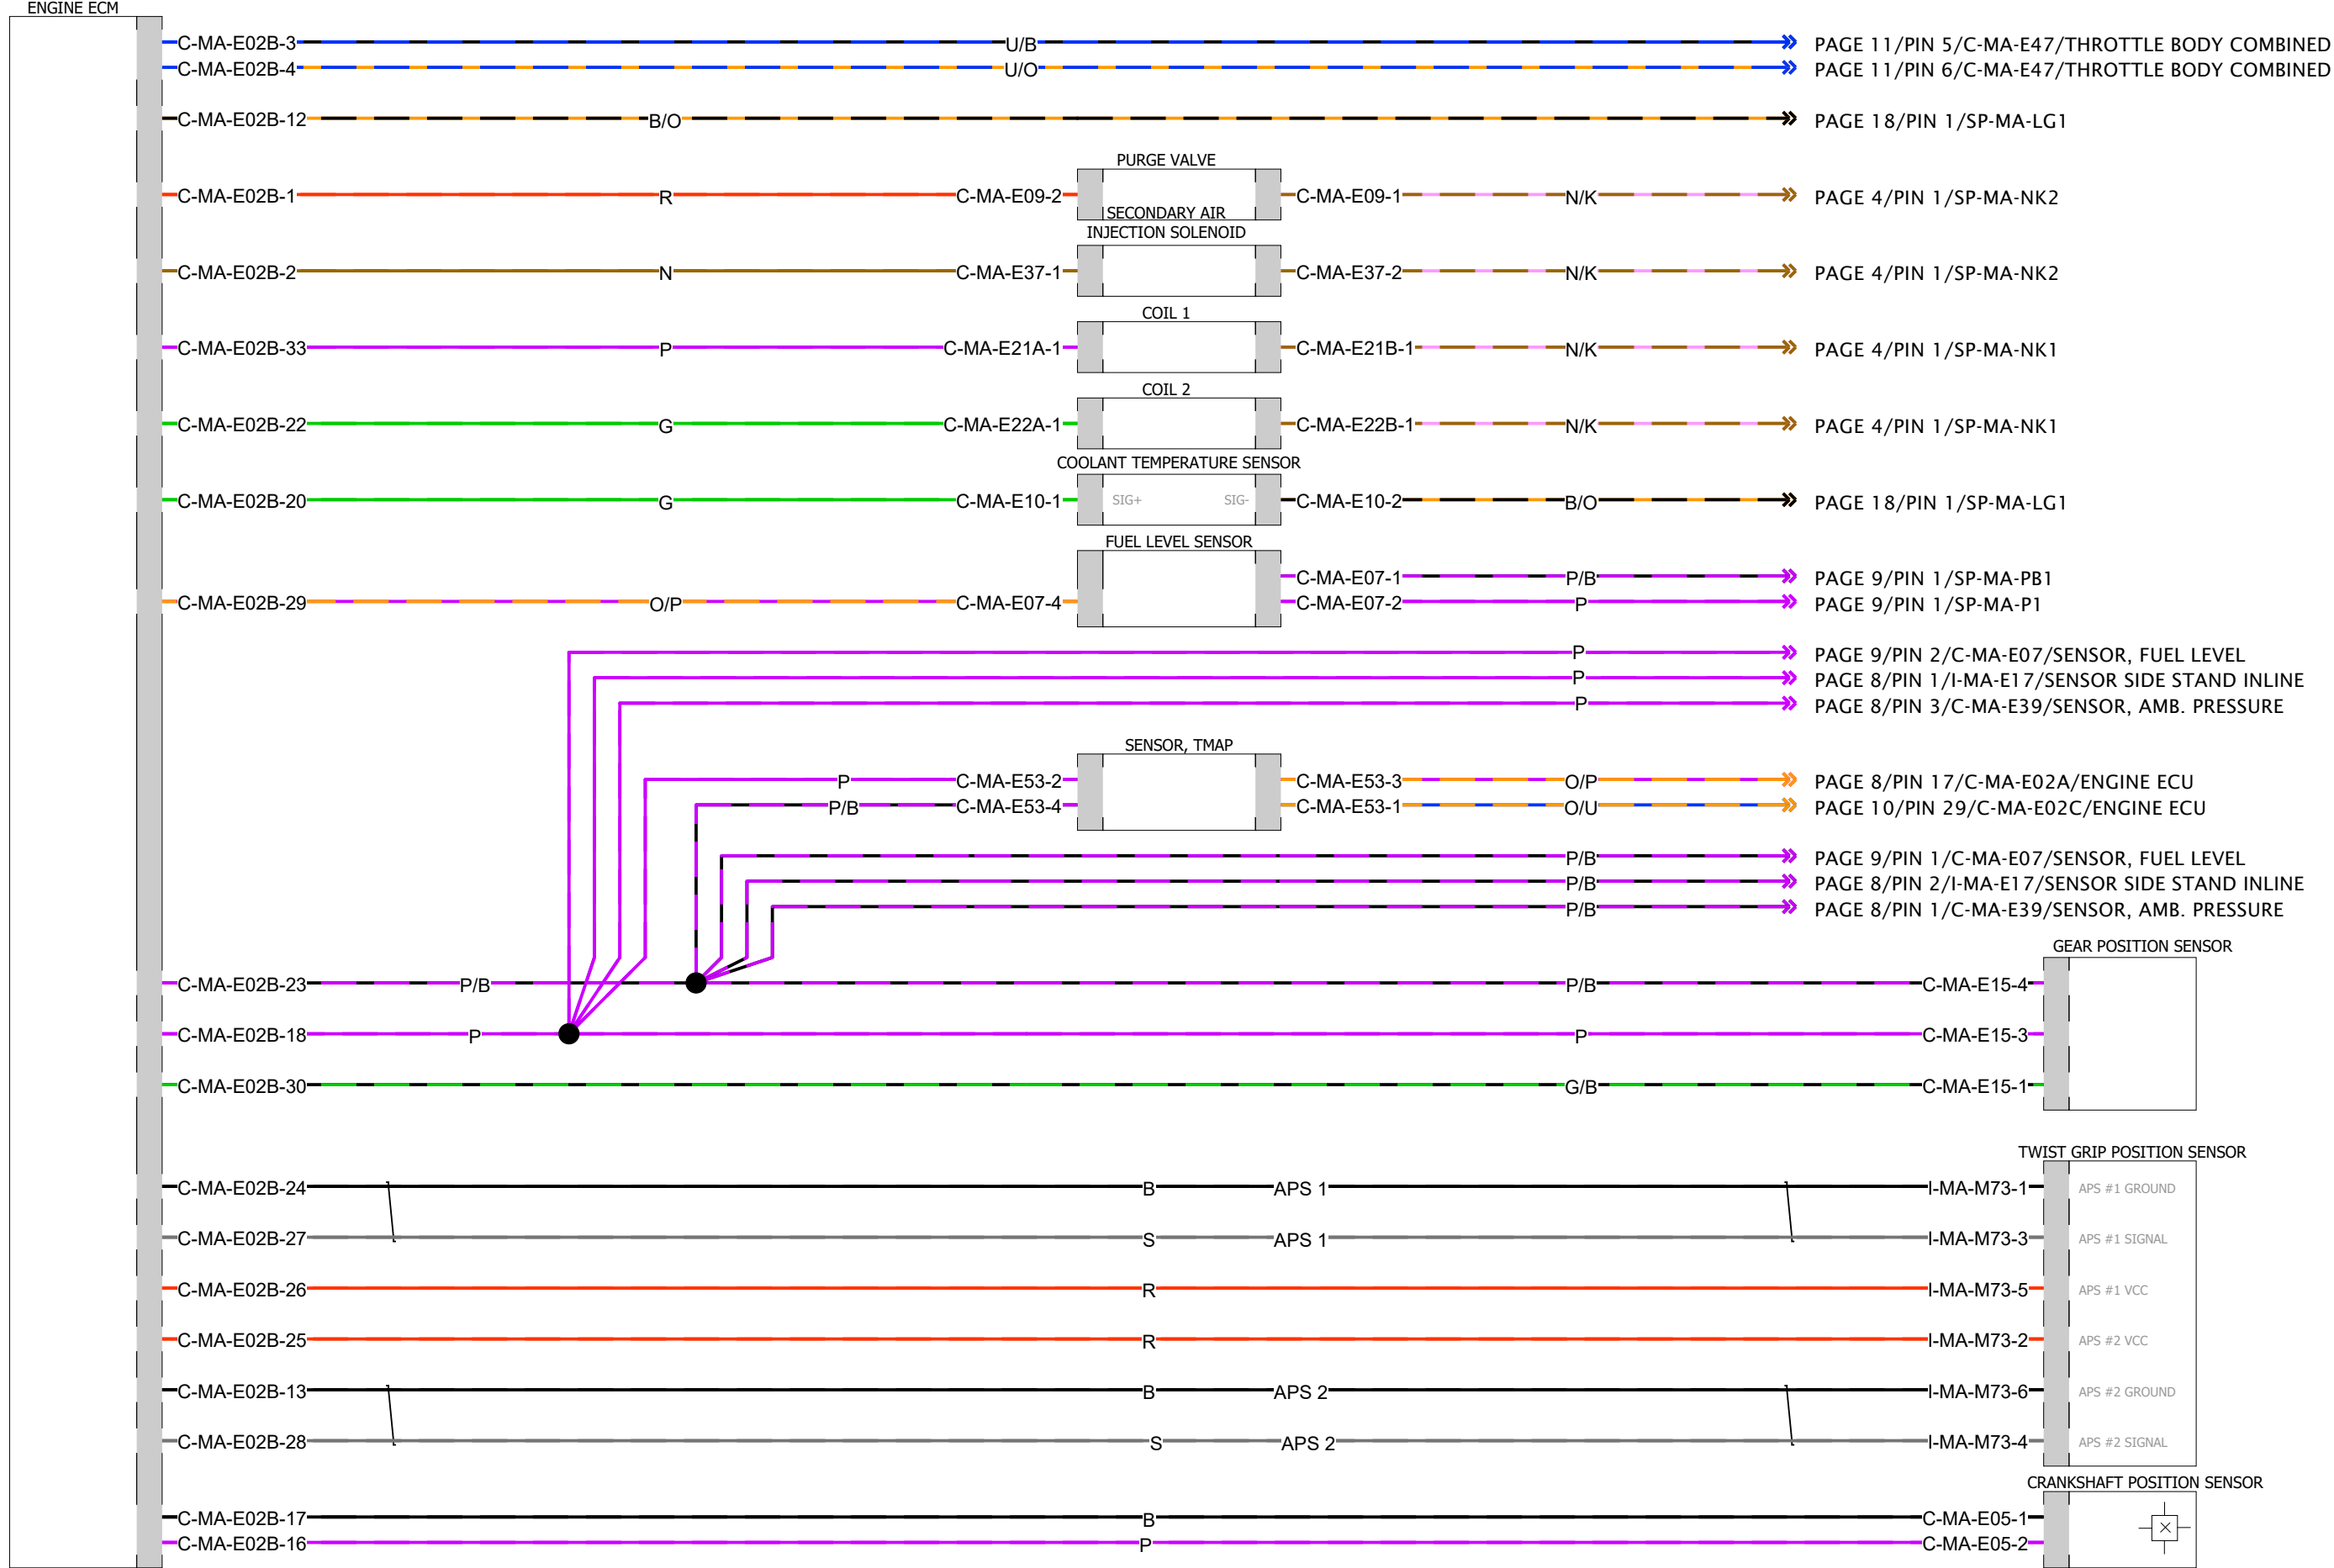 ENGINE ECM
C-MA-E02B-3 U/B PAGE 11/PIN 5/C-MA-E47/THROTTLE BODY COMBINED
C-MA-E02B-4 U/O PAGE 11/PIN 6/C-MA-E47/THROTTLE BODY COMBINED
C-MA-E02B-12 B/O PAGE 18/PIN 1/SP-MA-LG1
PURGE VALVE
C-MA-E02B-1 R C-MA-E09-2 C-MA-E09-1 N/K PAGE 4/PIN 1/SP-MA-NK2
SECONDARY AIR
INJECTION SOLENOID
C-MA-E02B-2 N C-MA-E37-1 C-MA-E37-2 N/K PAGE 4/PIN 1/SP-MA-NK2
COIL 1
C-MA-E02B-33 P C-MA-E21A-1 C-MA-E21B-1 N/K PAGE 4/PIN 1/SP-MA-NK1
COIL 2
C-MA-E02B-22 G C-MA-E22A-1 C-MA-E22B-1 N/K PAGE 4/PIN 1/SP-MA-NK1
COOLANT TEMPERATURE SENSOR
C-MA-E02B-20 G C-MA-E10-1 SIG+ SIG- C-MA-E10-2 B/O PAGE 18/PIN 1/SP-MA-LG1
FUEL LEVEL SENSOR
C-MA-E07-1 P/B PAGE 9/PIN 1/SP-MA-PB1
C-MA-E02B-29 O/P C-MA-E07-4 C-MA-E07-2 P PAGE 9/PIN 1/SP-MA-P1
P PAGE 9/PIN 2/C-MA-E07/SENSOR, FUEL LEVEL
P PAGE 8/PIN 1/I-MA-E17/SENSOR SIDE STAND INLINE
P PAGE 8/PIN 3/C-MA-E39/SENSOR, AMB. PRESSURE
SENSOR, TMAP
P C-MA-E53-2 C-MA-E53-3 O/P PAGE 8/PIN 17/C-MA-E02A/ENGINE ECU
P/B C-MA-E53-4 C-MA-E53-1 O/U PAGE 10/PIN 29/C-MA-E02C/ENGINE ECU
P/B PAGE 9/PIN 1/C-MA-E07/SENSOR, FUEL LEVEL
P/B PAGE 8/PIN 2/I-MA-E17/SENSOR SIDE STAND INLINE
P/B PAGE 8/PIN 1/C-MA-E39/SENSOR, AMB. PRESSURE
GEAR POSITION SENSOR
C-MA-E02B-23 P/B P/B C-MA-E15-4
C-MA-E02B-18 P P C-MA-E15-3
C-MA-E02B-30 G/B C-MA-E15-1
TWIST GRIP POSITION SENSOR
C-MA-E02B-24 B APS 1 I-MA-M73-1 APS #1 GROUND
C-MA-E02B-27 S APS 1 I-MA-M73-3 APS #1 SIGNAL
C-MA-E02B-26 R I-MA-M73-5 APS #1 VCC
C-MA-E02B-25 R I-MA-M73-2 APS #2 VCC
C-MA-E02B-13 B APS 2 I-MA-M73-6 APS #2 GROUND
C-MA-E02B-28 S APS 2 I-MA-M73-4 APS #2 SIGNAL
CRANKSHAFT POSITION SENSOR
C-MA-E02B-17 B C-MA-E05-1
C-MA-E02B-16 P C-MA-E05-2